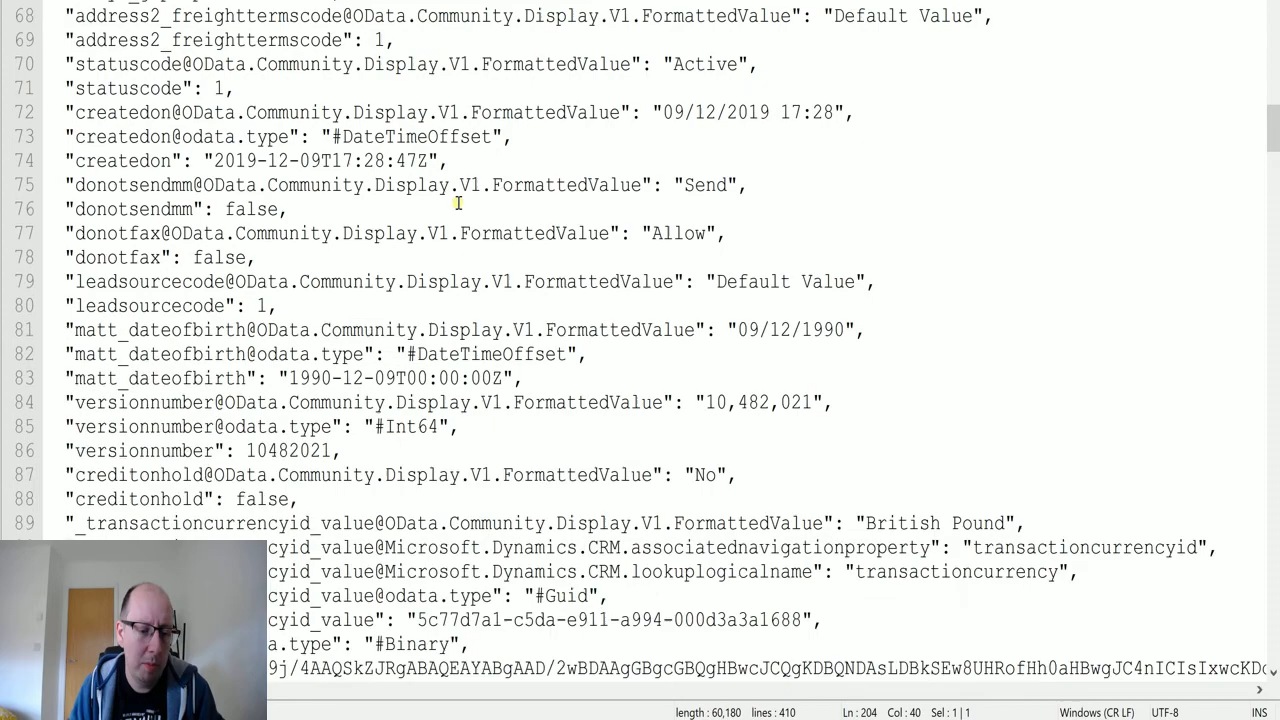 68 "address2_freighttermscode@OData.Community.Display.V1.FormattedValue": "Default Value",
69 "address2_freighttermscode": 1,
70 "statuscode@OData.Community.Display.V1.FormattedValue": "Active",
71 "statuscode": 1,
72 "createdon@OData.Community.Display.V1.FormattedValue": "09/12/2019 17:28",
73 "createdon@odata.type": "#DateTimeOffset",
74 "createdon": "2019-12-09T17:28:47Z",
75 "donotsendmm@OData.Community.Display.V1.FormattedValue": "Send",
76 "donotsendmm": false,
77 "donotfax@OData.Community.Display.V1.FormattedValue": "Allow",
78 "donotfax": false,
79 "leadsourcecode@OData.Community.Display.V1.FormattedValue": "Default Value",
80 "leadsourcecode": 1,
81 "matt_dateofbirth@OData.Community.Display.V1.FormattedValue": "09/12/1990",
82 "matt_dateofbirth@odata.type": "#DateTimeOffset",
83 "matt_dateofbirth": "1990-12-09T00:00:00Z",
84 "versionnumber@OData.Community.Display.V1.FormattedValue": "10,482,021",
85 "versionnumber@odata.type": "#Int64",
86 "versionnumber": 10482021,
87 "creditonhold@OData.Community.Display.V1.FormattedValue": "No",
88 "creditonhold": false,
89 "_transactioncurrencyid_value@OData.Community.Display.V1.FormattedValue": "British Pound",
cyid_value@Microsoft.Dynamics.CRM.associatednavigationproperty": "transactioncurrencyid",
cyid_value@Microsoft.Dynamics.CRM.lookuplogicalname": "transactioncurrency",
cyid_value@odata.type": "#Guid",
cyid_value": "5c77d7a1-c5da-e911-a994-000d3a3a1688",
a.type": "#Binary",
9j/4AAQSkZJRgABAQEAYABgAAD/2wBDAAgGBgcGBQgHBwcJCQgKDBQNDAsLDBkSEw8UHRofHh0aHBwgJC4nICIsIxwcKD
length : 60,180 lines : 410 Ln : 204 Col : 40 Sel : 1 | 1 Windows (CR LF) UTF-8 INS